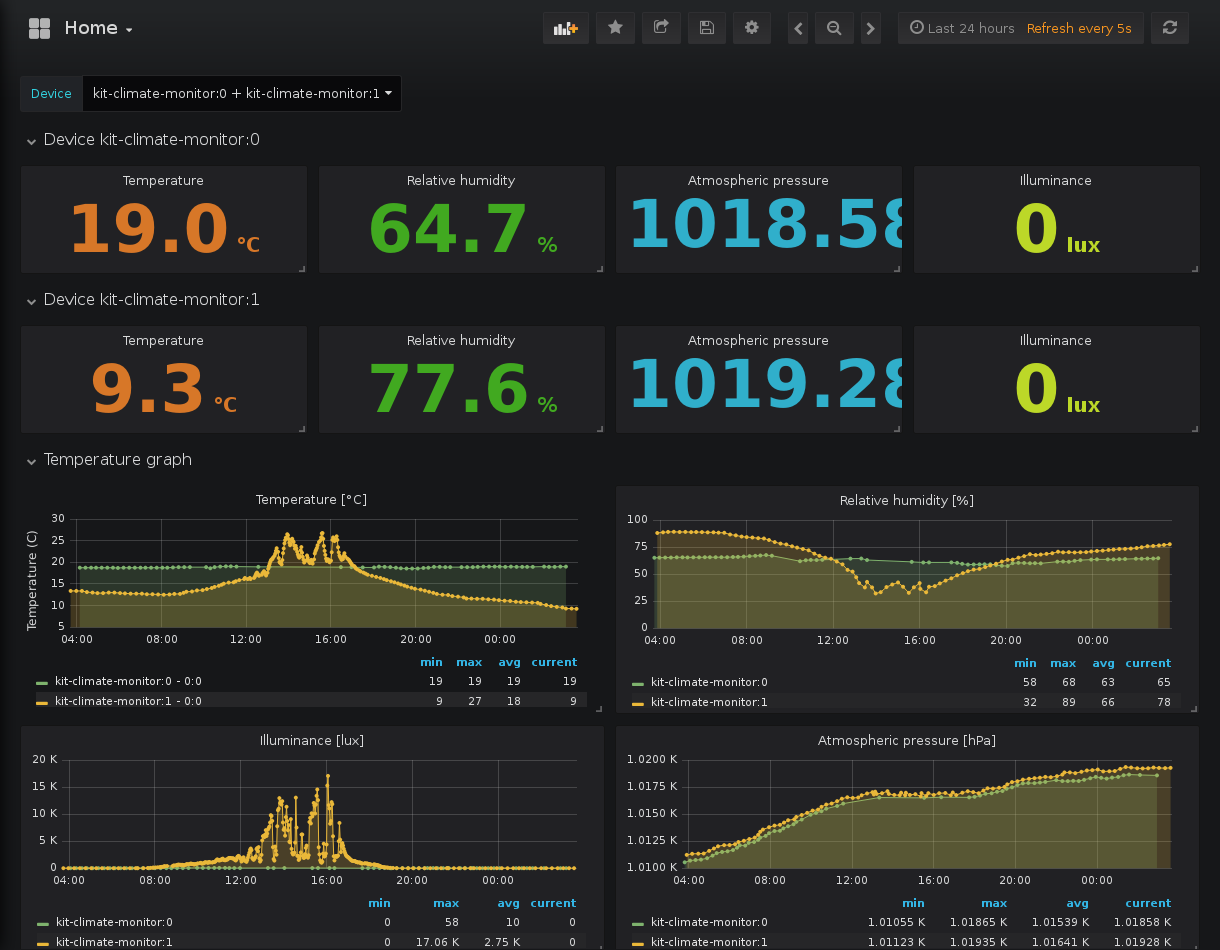 Home
Last 24 hours Refresh every 5s
Device kit-climate-monitor:0 + kit-climate-monitor:1
Device kit-climate-monitor:0
Temperature Relative humidity Atmospheric pressure Illuminance
19.0 °C 64.7 % 1018.58 0 lux
Device kit-climate-monitor:1
Temperature Relative humidity Atmospheric pressure Illuminance
9.3 °C 77.6 % 1019.28 0 lux
Temperature graph
Temperature [°C]
Temperature (C)
30
25
20
15
10
5
04:00 08:00 12:00 16:00 20:00 00:00
min max avg current
kit-climate-monitor:0 - 0:0 19 19 19 19
kit-climate-monitor:1 - 0:0 9 27 18 9
Relative humidity [%]
100
75
50
25
0
04:00 08:00 12:00 16:00 20:00 00:00
min max avg current
kit-climate-monitor:0 58 68 63 65
kit-climate-monitor:1 32 89 66 78
Illuminance [lux]
20 K
15 K
10 K
5 K
0
04:00 08:00 12:00 16:00 20:00 00:00
min max avg current
kit-climate-monitor:0 0 58 10 0
kit-climate-monitor:1 0 17.06 K 2.75 K 0
Atmospheric pressure [hPa]
1.0200 K
1.0175 K
1.0150 K
1.0125 K
1.0100 K
04:00 08:00 12:00 16:00 20:00 00:00
min max avg current
kit-climate-monitor:0 1.01055 K 1.01865 K 1.01539 K 1.01858 K
kit-climate-monitor:1 1.01123 K 1.01935 K 1.01641 K 1.01928 K